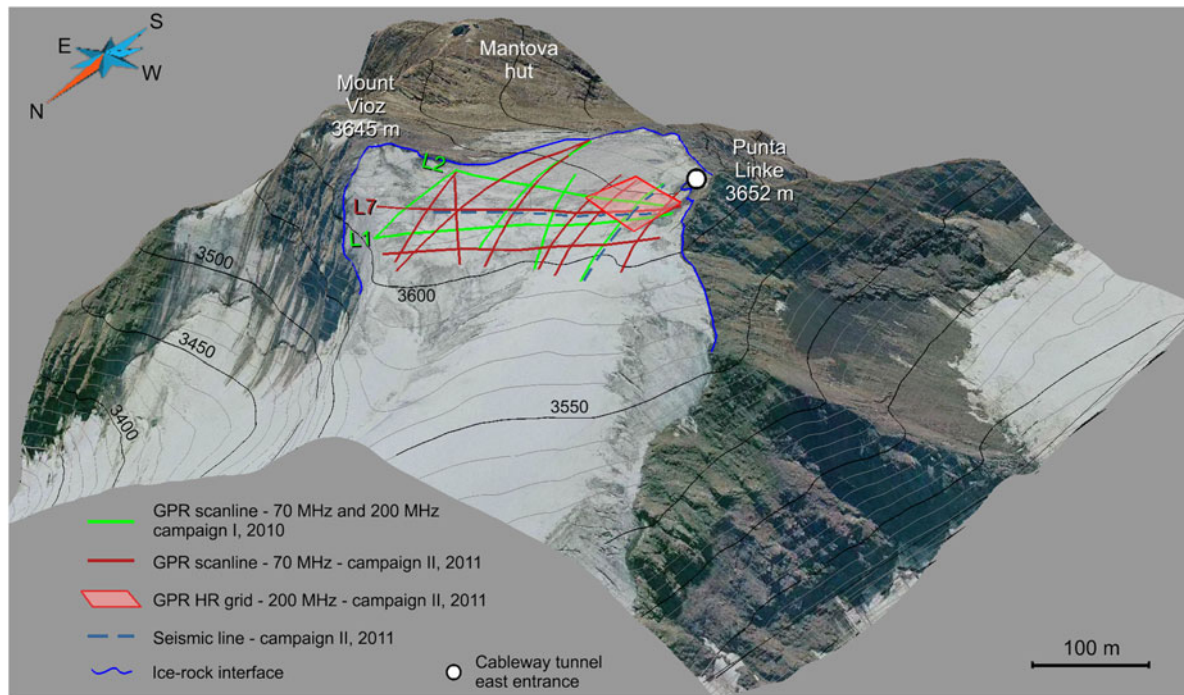 S
E
W
N
Mantova
hut
Mount
Vioz
3645 m
Punta
Linke
3652 m
L2
L7
L1
3500
3600
3450
3400
3550
GPR scanline - 70 MHz and 200 MHz
campaign I, 2010
GPR scanline - 70 MHz - campaign II, 2011
GPR HR grid - 200 MHz - campaign II, 2011
Seismic line - campaign II, 2011
Ice-rock interface
Cableway tunnel
east entrance
100 m